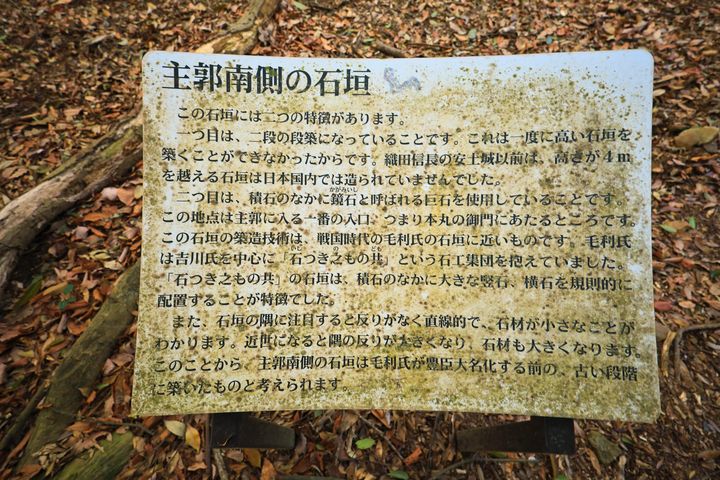 主郭南側の石垣
この石垣には二つの特徴があります。
一つ目は、二段の段築になっていることです。これは一度に高い石垣を
築くことができなかったからです。織田信長の安土城以前は、高さが4m
を越える石垣は日本国内では造られていませんでした。
二つ目は、積石のなかに鏡石と呼ばれる巨石を使用していることです。
かがみいし
この地点は主郭に入る一番の入口、つまり本丸の御門にあたるところです。
この石垣の築造技術は、戦国時代の毛利氏の石垣に近いものです。毛利氏
は吉川氏を中心に「石つき之もの共」という石工集団を抱えていました。
「石つき之もの共」の石垣は、積石のなかに大きな竪石、横石を規則的に
配置することが特徴でした。
また、石垣の隅に注目すると反りがなく直線的で、石材が小さなことが
わかります。近世になると隅の反りが大きくなり、石材も大きくなります。
このことから、主郭南側の石垣は毛利氏が豊臣大名化する前の、古い段階
に築いたものと考えられます。